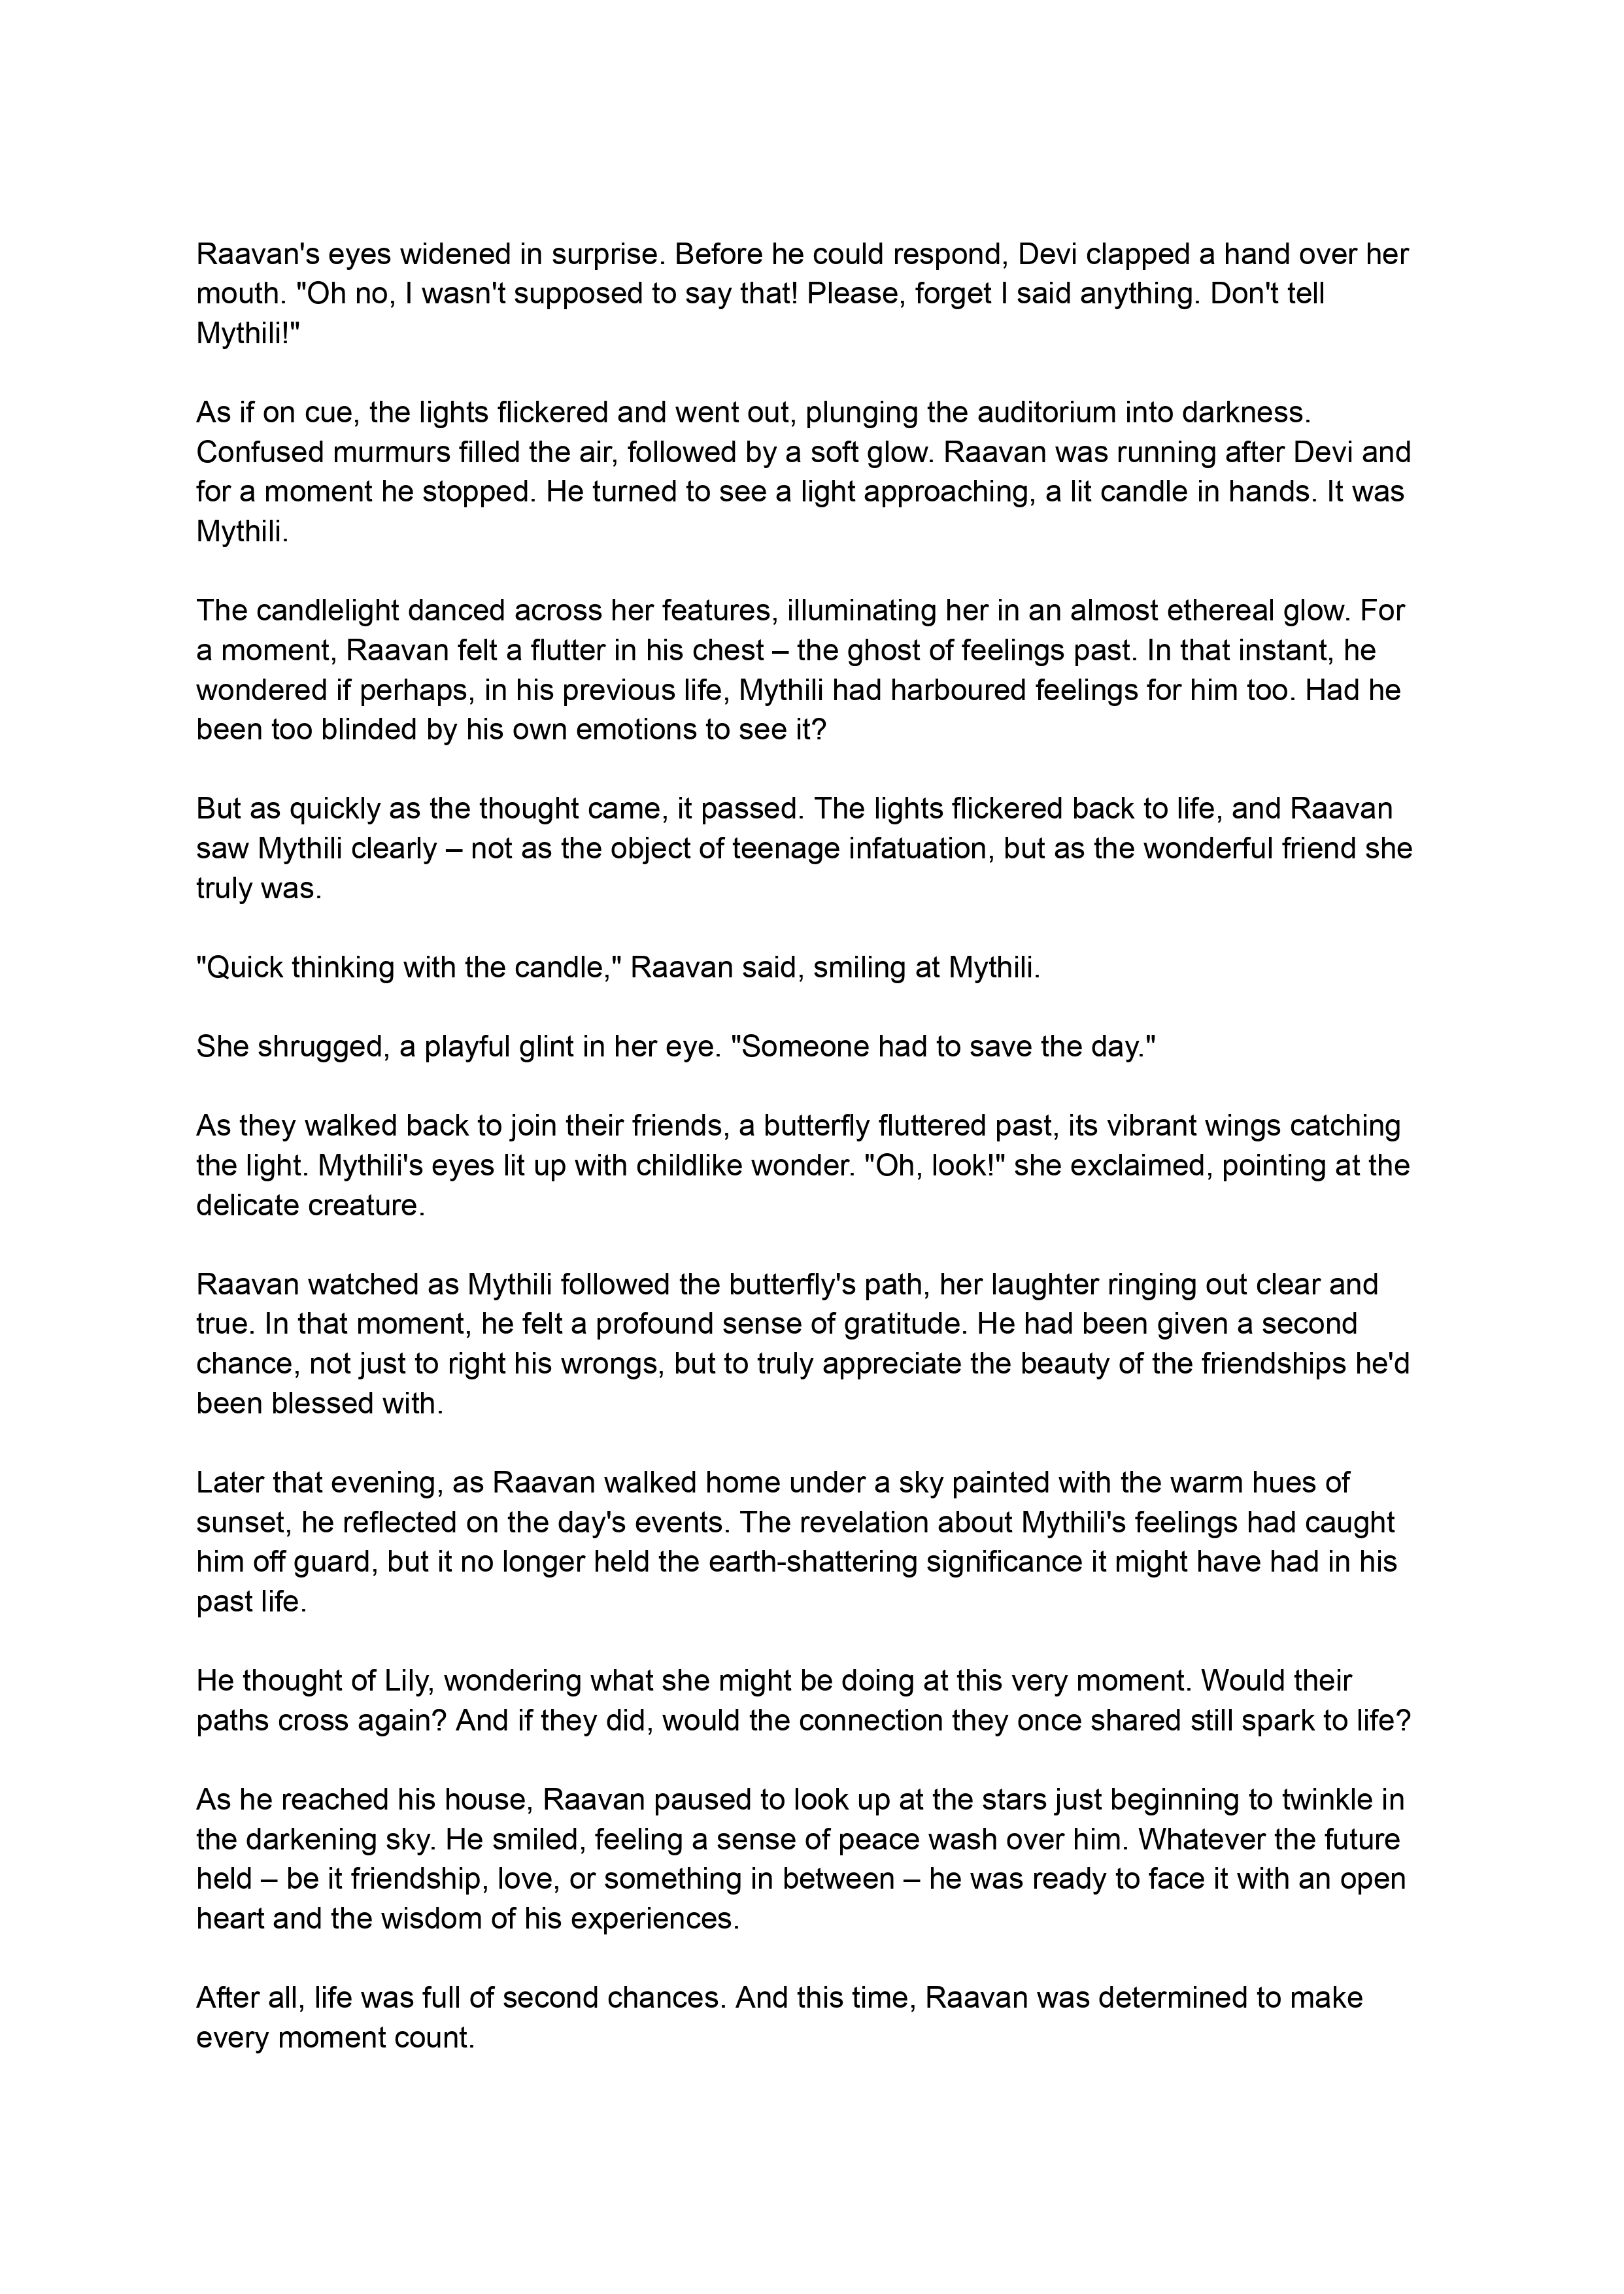 Raavan's eyes widened in surprise. Before he could respond, Devi clapped a hand over her
mouth. "Oh no, I wasn't supposed to say that! Please, forget I said anything. Don't tell
Mythili!"
As if on cue, the lights flickered and went out, plunging the auditorium into darkness.
Confused murmurs filled the air, followed by a soft glow. Raavan was running after Devi and
for a moment he stopped. He turned to see a light approaching, a lit candle in hands. It was
Mythili.
The candlelight danced across her features, illuminating her in an almost ethereal glow. For
a moment, Raavan felt a flutter in his chest – the ghost of feelings past. In that instant, he
wondered if perhaps, in his previous life, Mythili had harboured feelings for him too. Had he
been too blinded by his own emotions to see it?
But as quickly as the thought came, it passed. The lights flickered back to life, and Raavan
saw Mythili clearly – not as the object of teenage infatuation, but as the wonderful friend she
truly was.
"Quick thinking with the candle," Raavan said, smiling at Mythili.
She shrugged, a playful glint in her eye. "Someone had to save the day."
As they walked back to join their friends, a butterfly fluttered past, its vibrant wings catching
the light. Mythili's eyes lit up with childlike wonder. "Oh, look!" she exclaimed, pointing at the
delicate creature.
Raavan watched as Mythili followed the butterfly's path, her laughter ringing out clear and
true. In that moment, he felt a profound sense of gratitude. He had been given a second
chance, not just to right his wrongs, but to truly appreciate the beauty of the friendships he'd
been blessed with.
Later that evening, as Raavan walked home under a sky painted with the warm hues of
sunset, he reflected on the day's events. The revelation about Mythili's feelings had caught
him off guard, but it no longer held the earth-shattering significance it might have had in his
past life.
He thought of Lily, wondering what she might be doing at this very moment. Would their
paths cross again? And if they did, would the connection they once shared still spark to life?
As he reached his house, Raavan paused to look up at the stars just beginning to twinkle in
the darkening sky. He smiled, feeling a sense of peace wash over him. Whatever the future
held – be it friendship, love, or something in between – he was ready to face it with an open
heart and the wisdom of his experiences.
After all, life was full of second chances. And this time, Raavan was determined to make
every moment count.